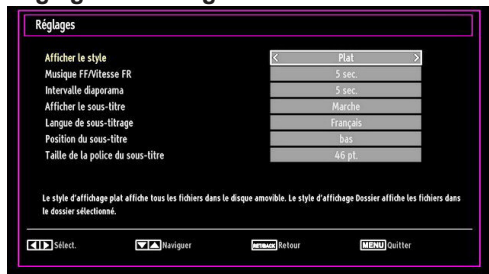 Réglages
Afficher le style < Plat >
Musique FF/Vitesse FR 5 sec.
Intervalle diaporama 5 sec.
Afficher le sous-titre Marche
Langue de sous-titrage Français
Position du sous-titre bas
Taille de la police du sous-titre 46 pt.
Le style d'affichage plat affiche tous les fichiers dans le disque amovible. Le style d'affichage Dossier affiche les fichiers dans
le dossier sélectionné.
Sélect. Naviguer Retour MENU Quitter